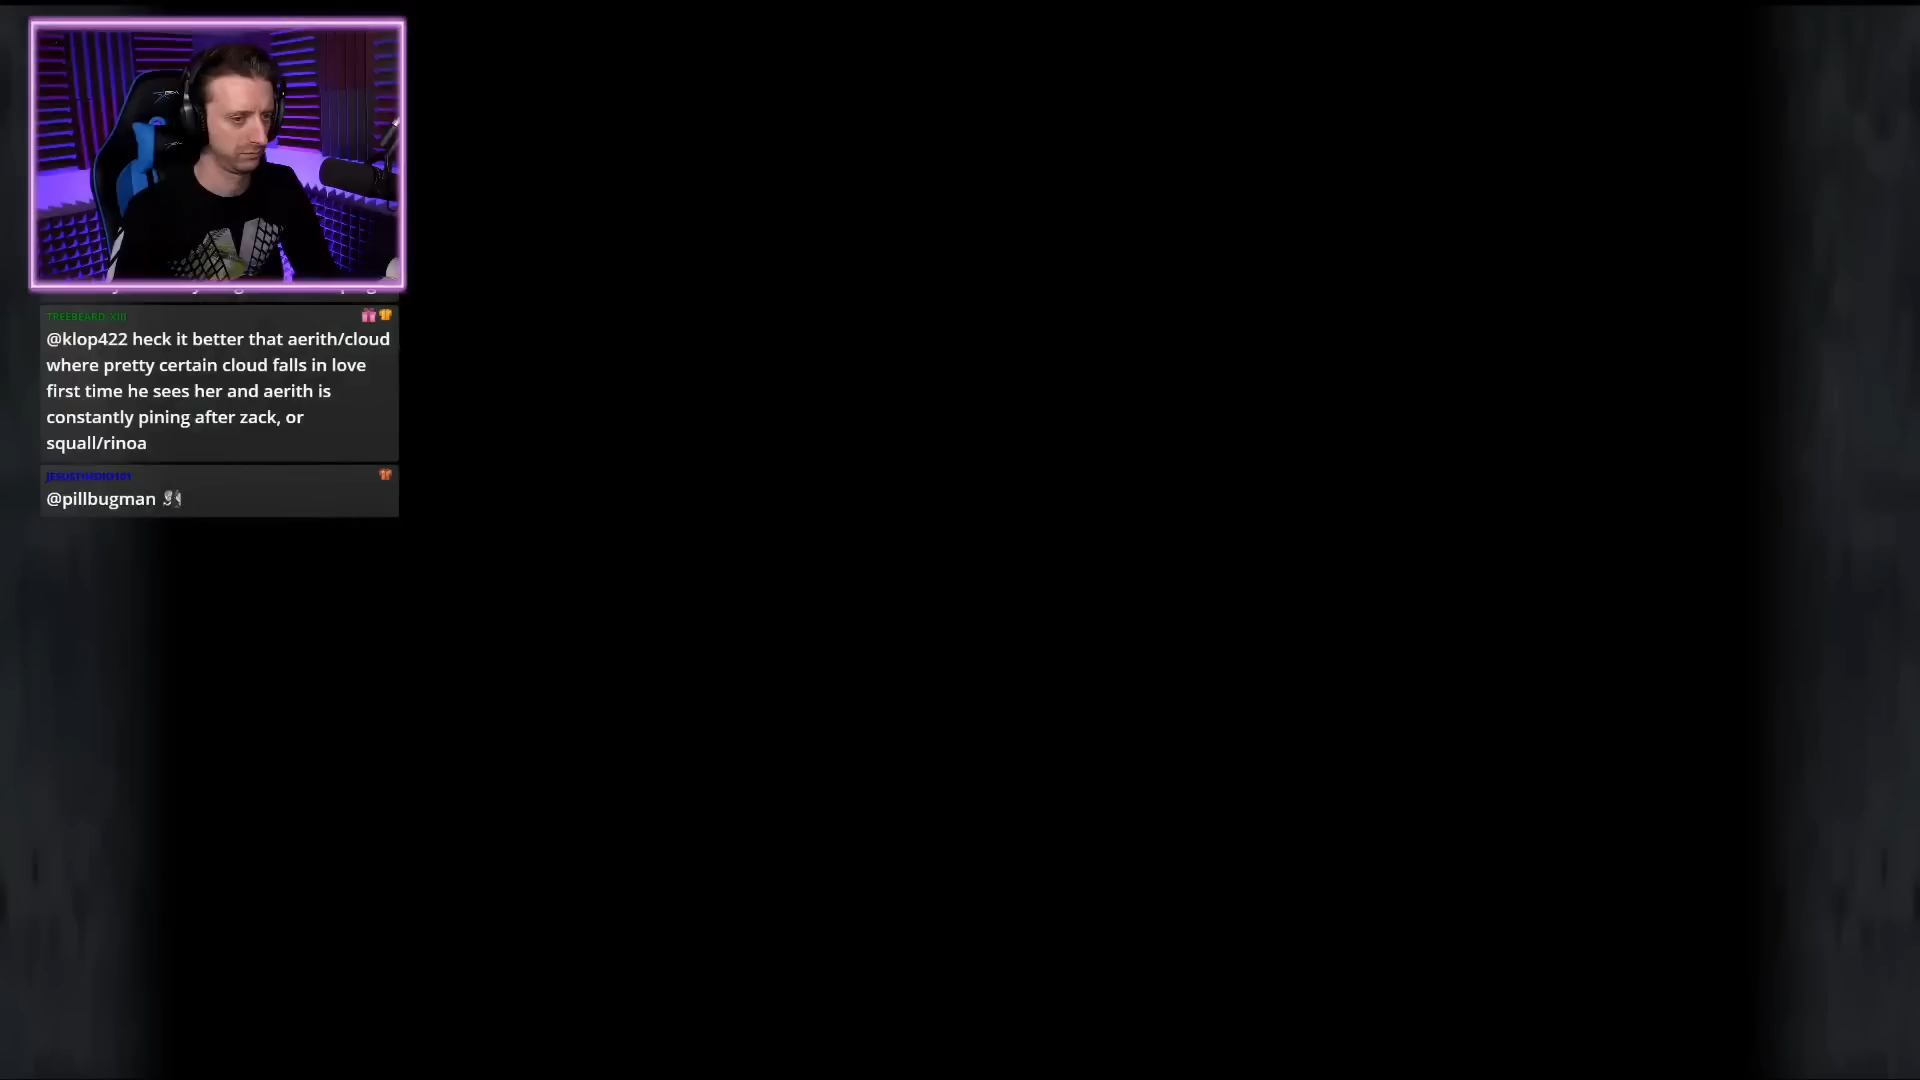 TREEBEARD_XIII
@klop422 heck it better that aerith/cloud
where pretty certain cloud falls in love
first time he sees her and aerith is
constantly pining after zack, or
squall/rinoa
@pillbugman